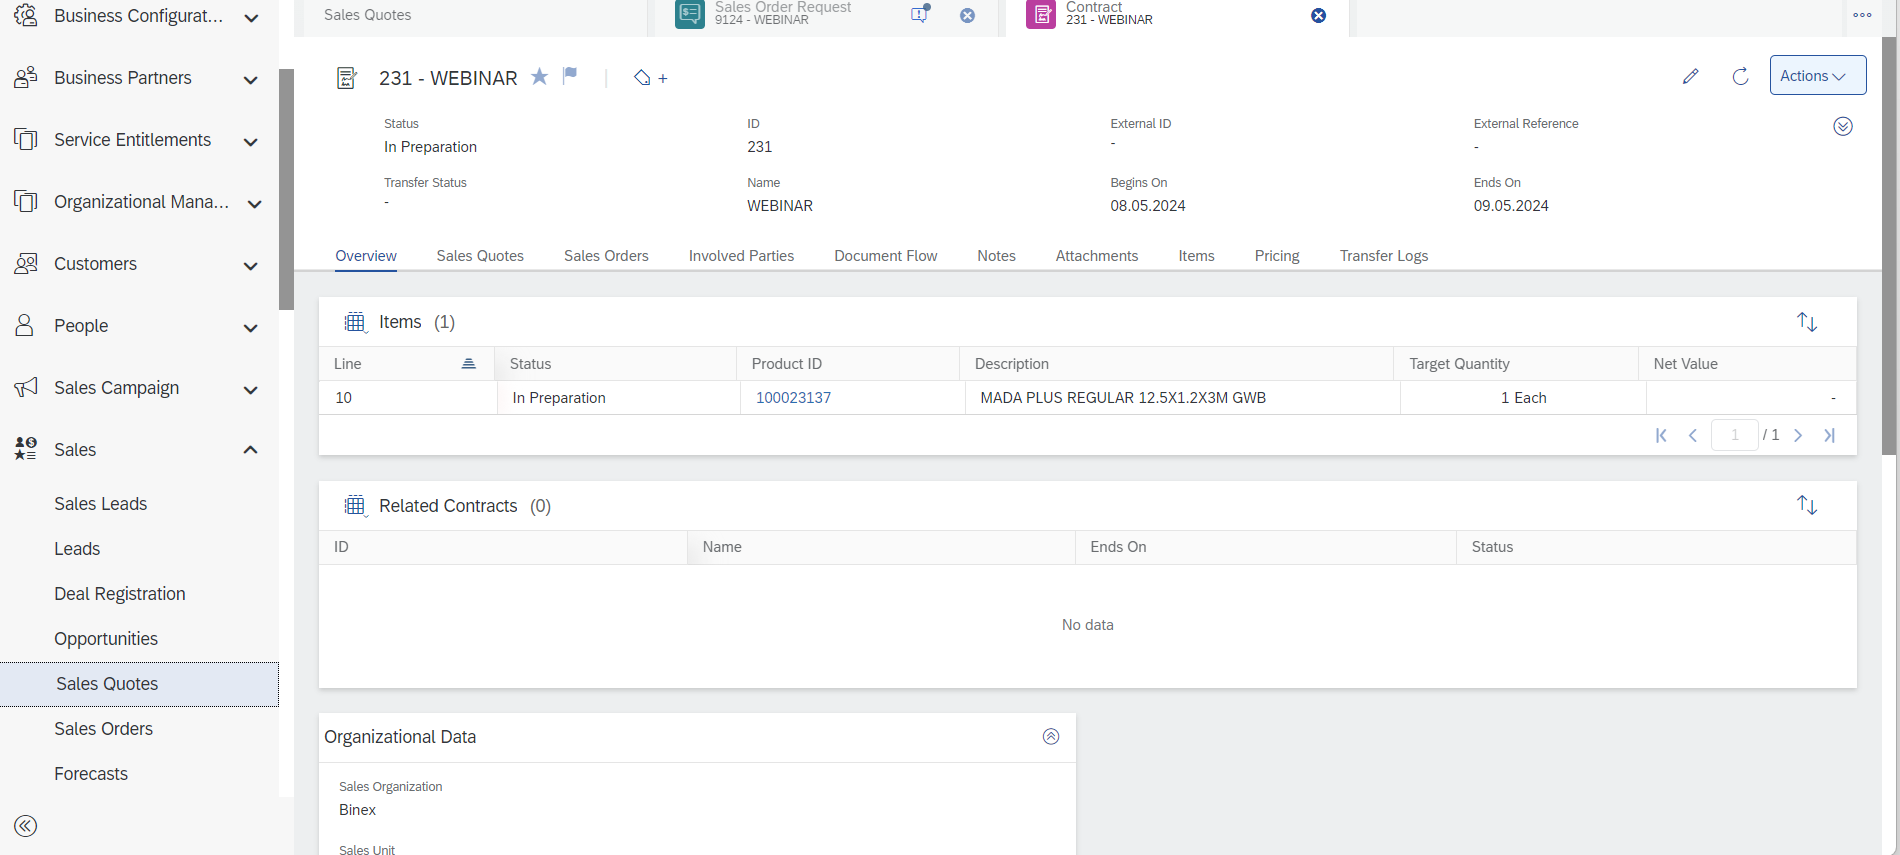 Business Configurat...
Business Partners
Service Entitlements
Organizational Mana...
Customers
People
Sales Campaign
Sales
Sales Leads
Leads
Deal Registration
Opportunities
Sales Quotes
Sales Orders
Forecasts
Sales Quotes
Sales Order Request
9124 - WEBINAR
Contract
231 - WEBINAR
231 - WEBINAR
Actions
Status
ID
External ID
External Reference
In Preparation
231
-
-
Transfer Status
Name
Begins On
Ends On
-
WEBINAR
08.05.2024
09.05.2024
Overview
Sales Quotes
Sales Orders
Involved Parties
Document Flow
Notes
Attachments
Items
Pricing
Transfer Logs
Items (1)
Line
Status
Product ID
Description
Target Quantity
Net Value
10
In Preparation
100023137
MADA PLUS REGULAR 12.5X1.2X3M GWB
1 Each
-
1 / 1
Related Contracts (0)
ID
Name
Ends On
Status
No data
Organizational Data
Sales Organization
Binex
Sales Unit